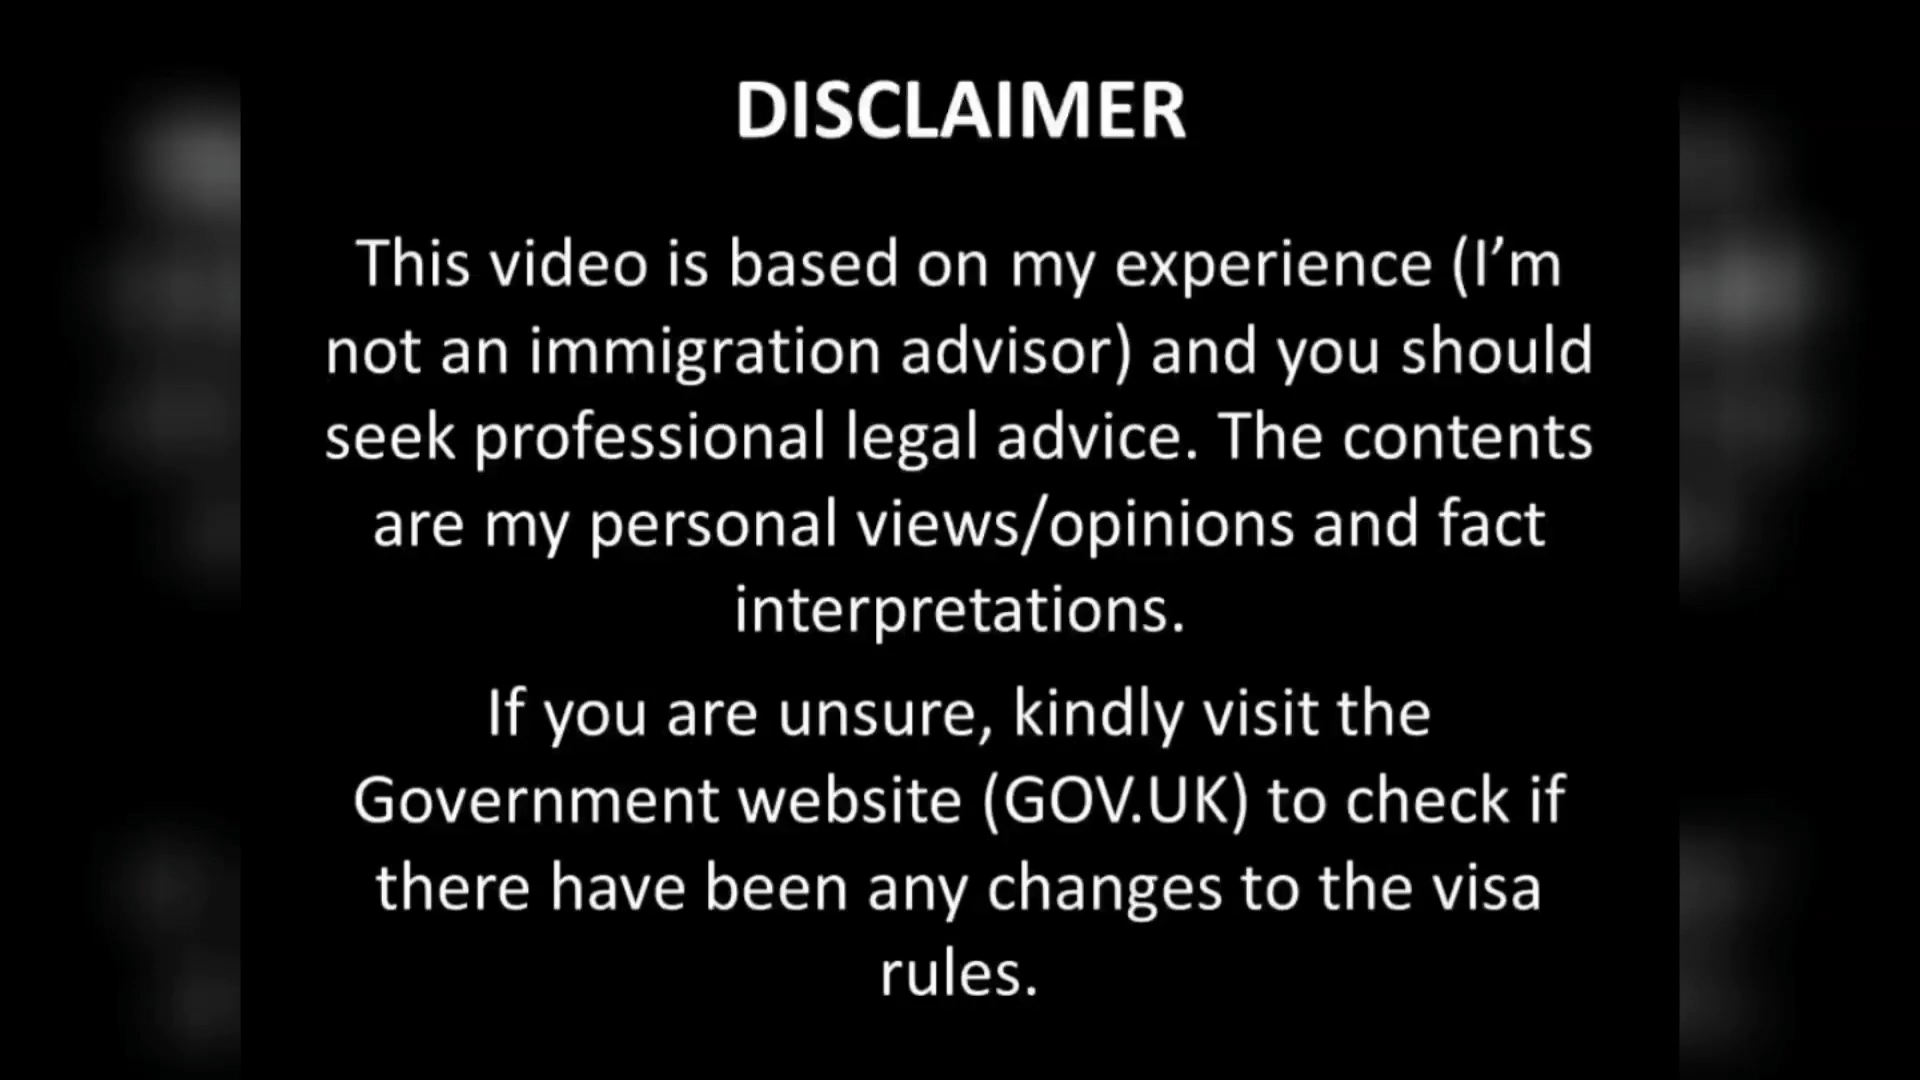 DISCLAIMER
This video is based on my experience (I’m
not an immigration advisor) and you should
seek professional legal advice. The contents
are my personal views/opinions and fact
interpretations.
If you are unsure, kindly visit the
Government website (GOV.UK) to check if
there have been any changes to the visa
rules.